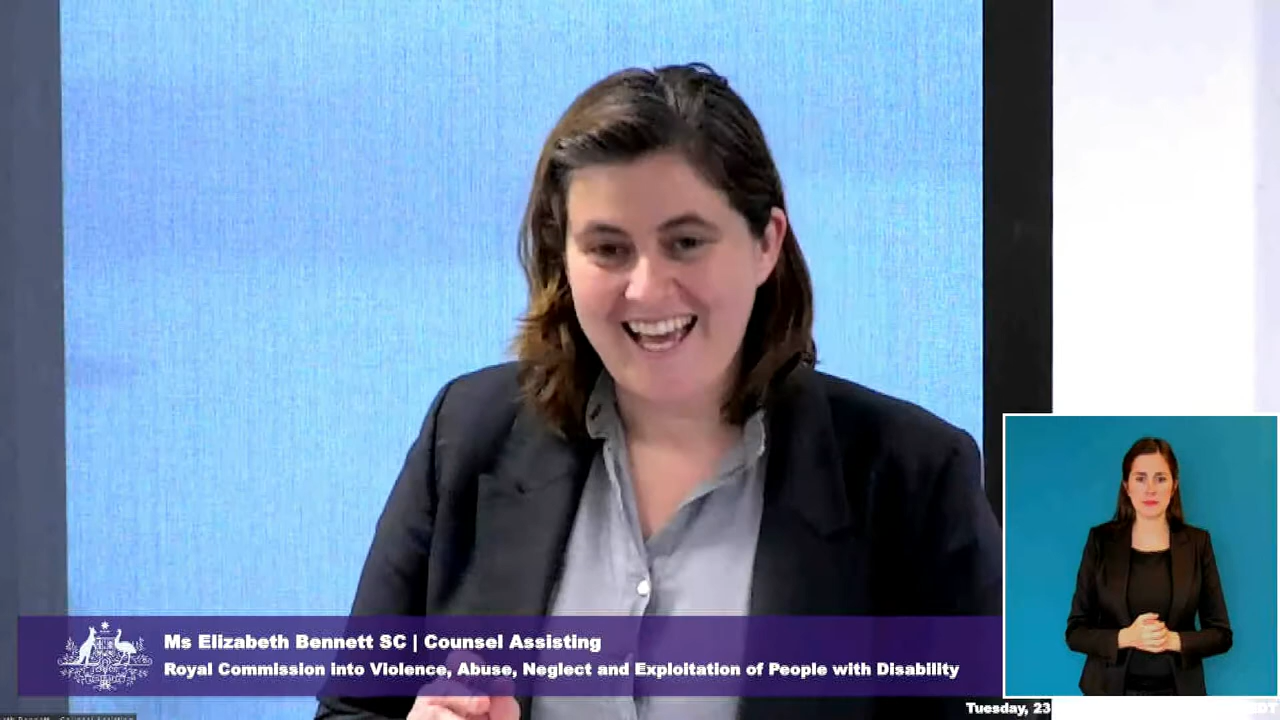 Ms Elizabeth Bennett SC | Counsel Assisting
Royal Commission into Violence, Abuse, Neglect and Exploitation of People with Disability
Tuesday, 23